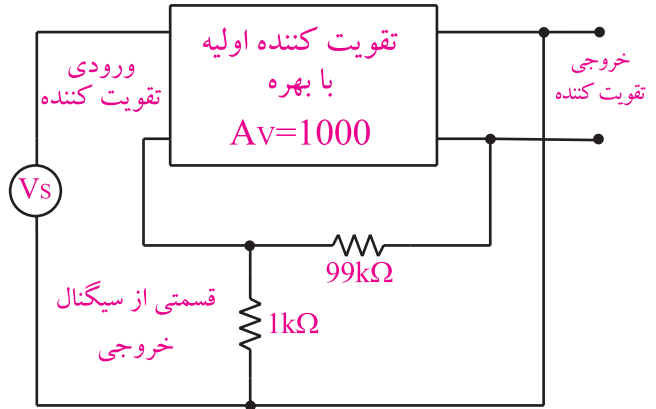 تقویت کننده اولیه
با بهره
Av=1000
ورودی
تقویت کننده
خروجی
تقویت کننده
Vs
99kΩ
1kΩ
قسمتی از سیگنال
خروجی